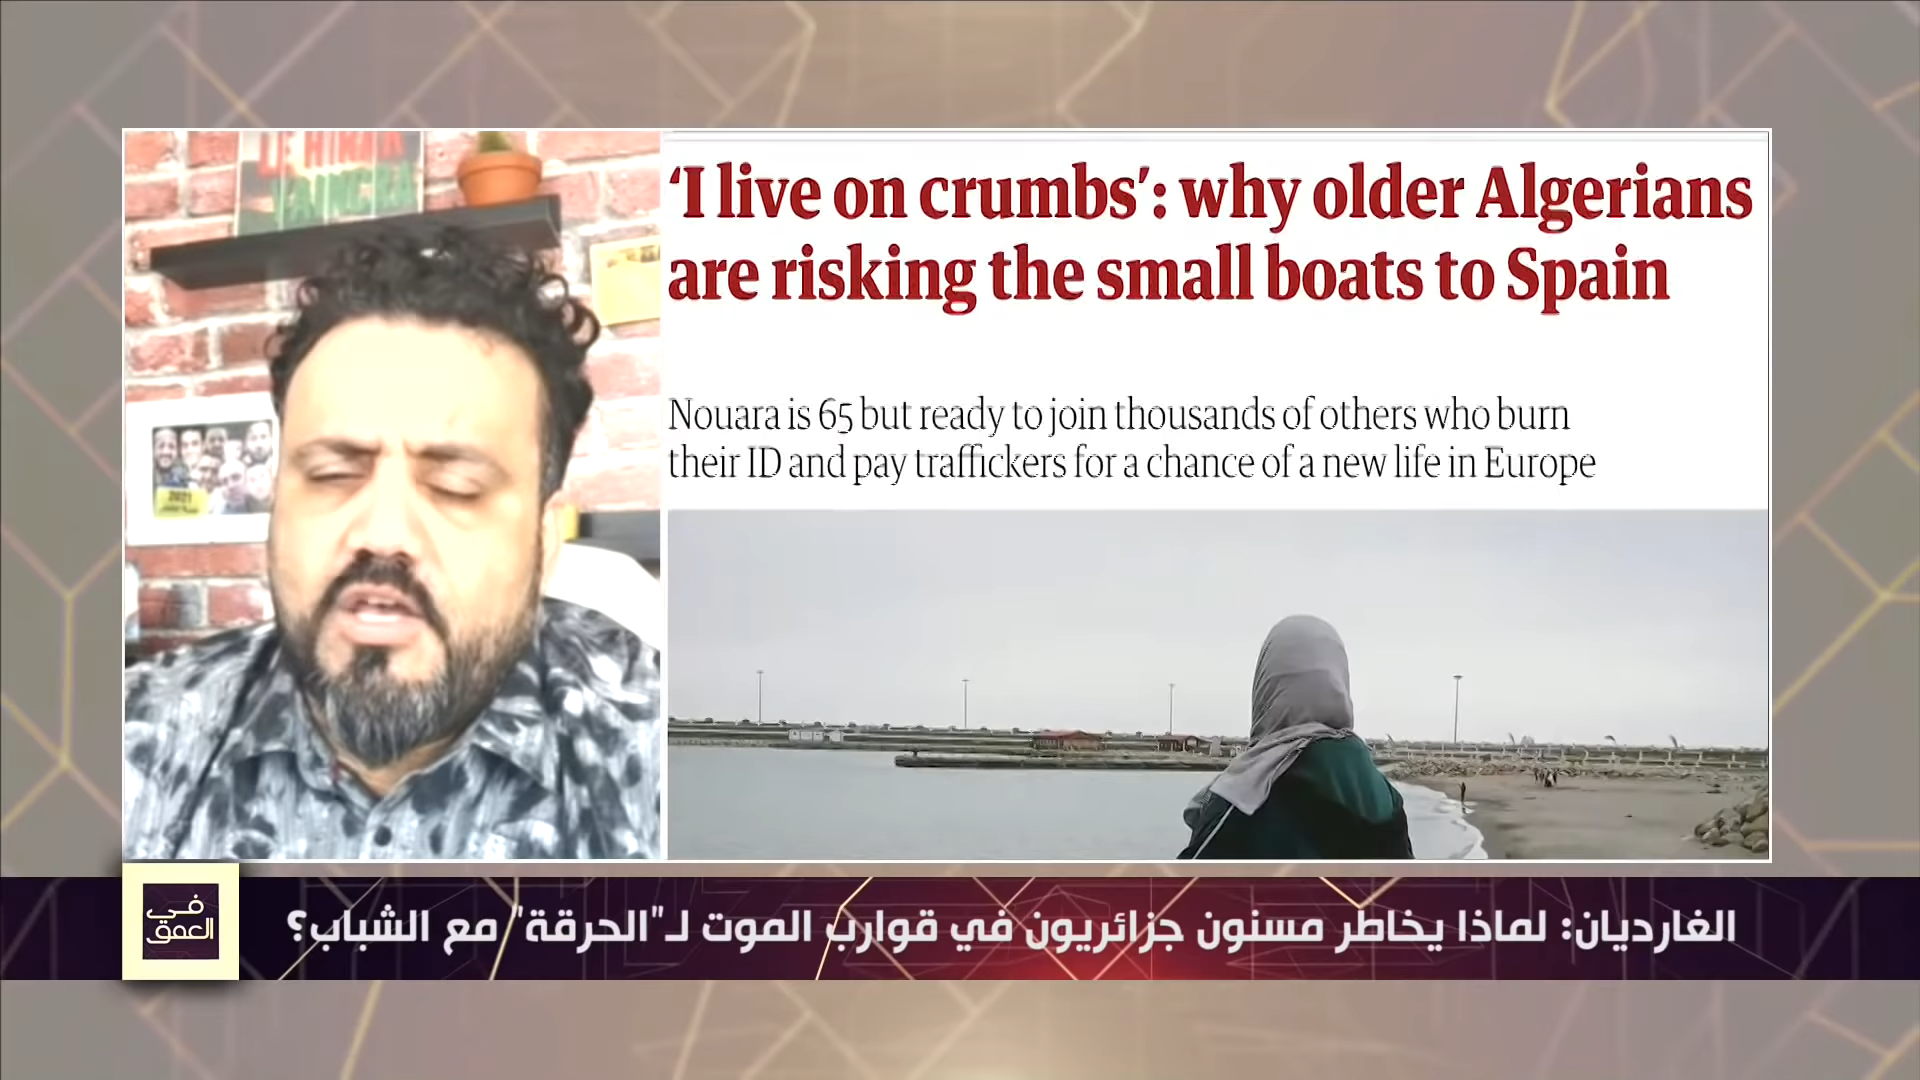 ‘I live on crumbs’: why older Algerians
are risking the small boats to Spain
Nouara is 65 but ready to join thousands of others who burn
their ID and pay traffickers for a chance of a new life in Europe
2021
في
العمق
الغارديان: لماذا يخاطر مسنون جزائريون في قوارب الموت لـ"الحرقة" مع الشباب؟